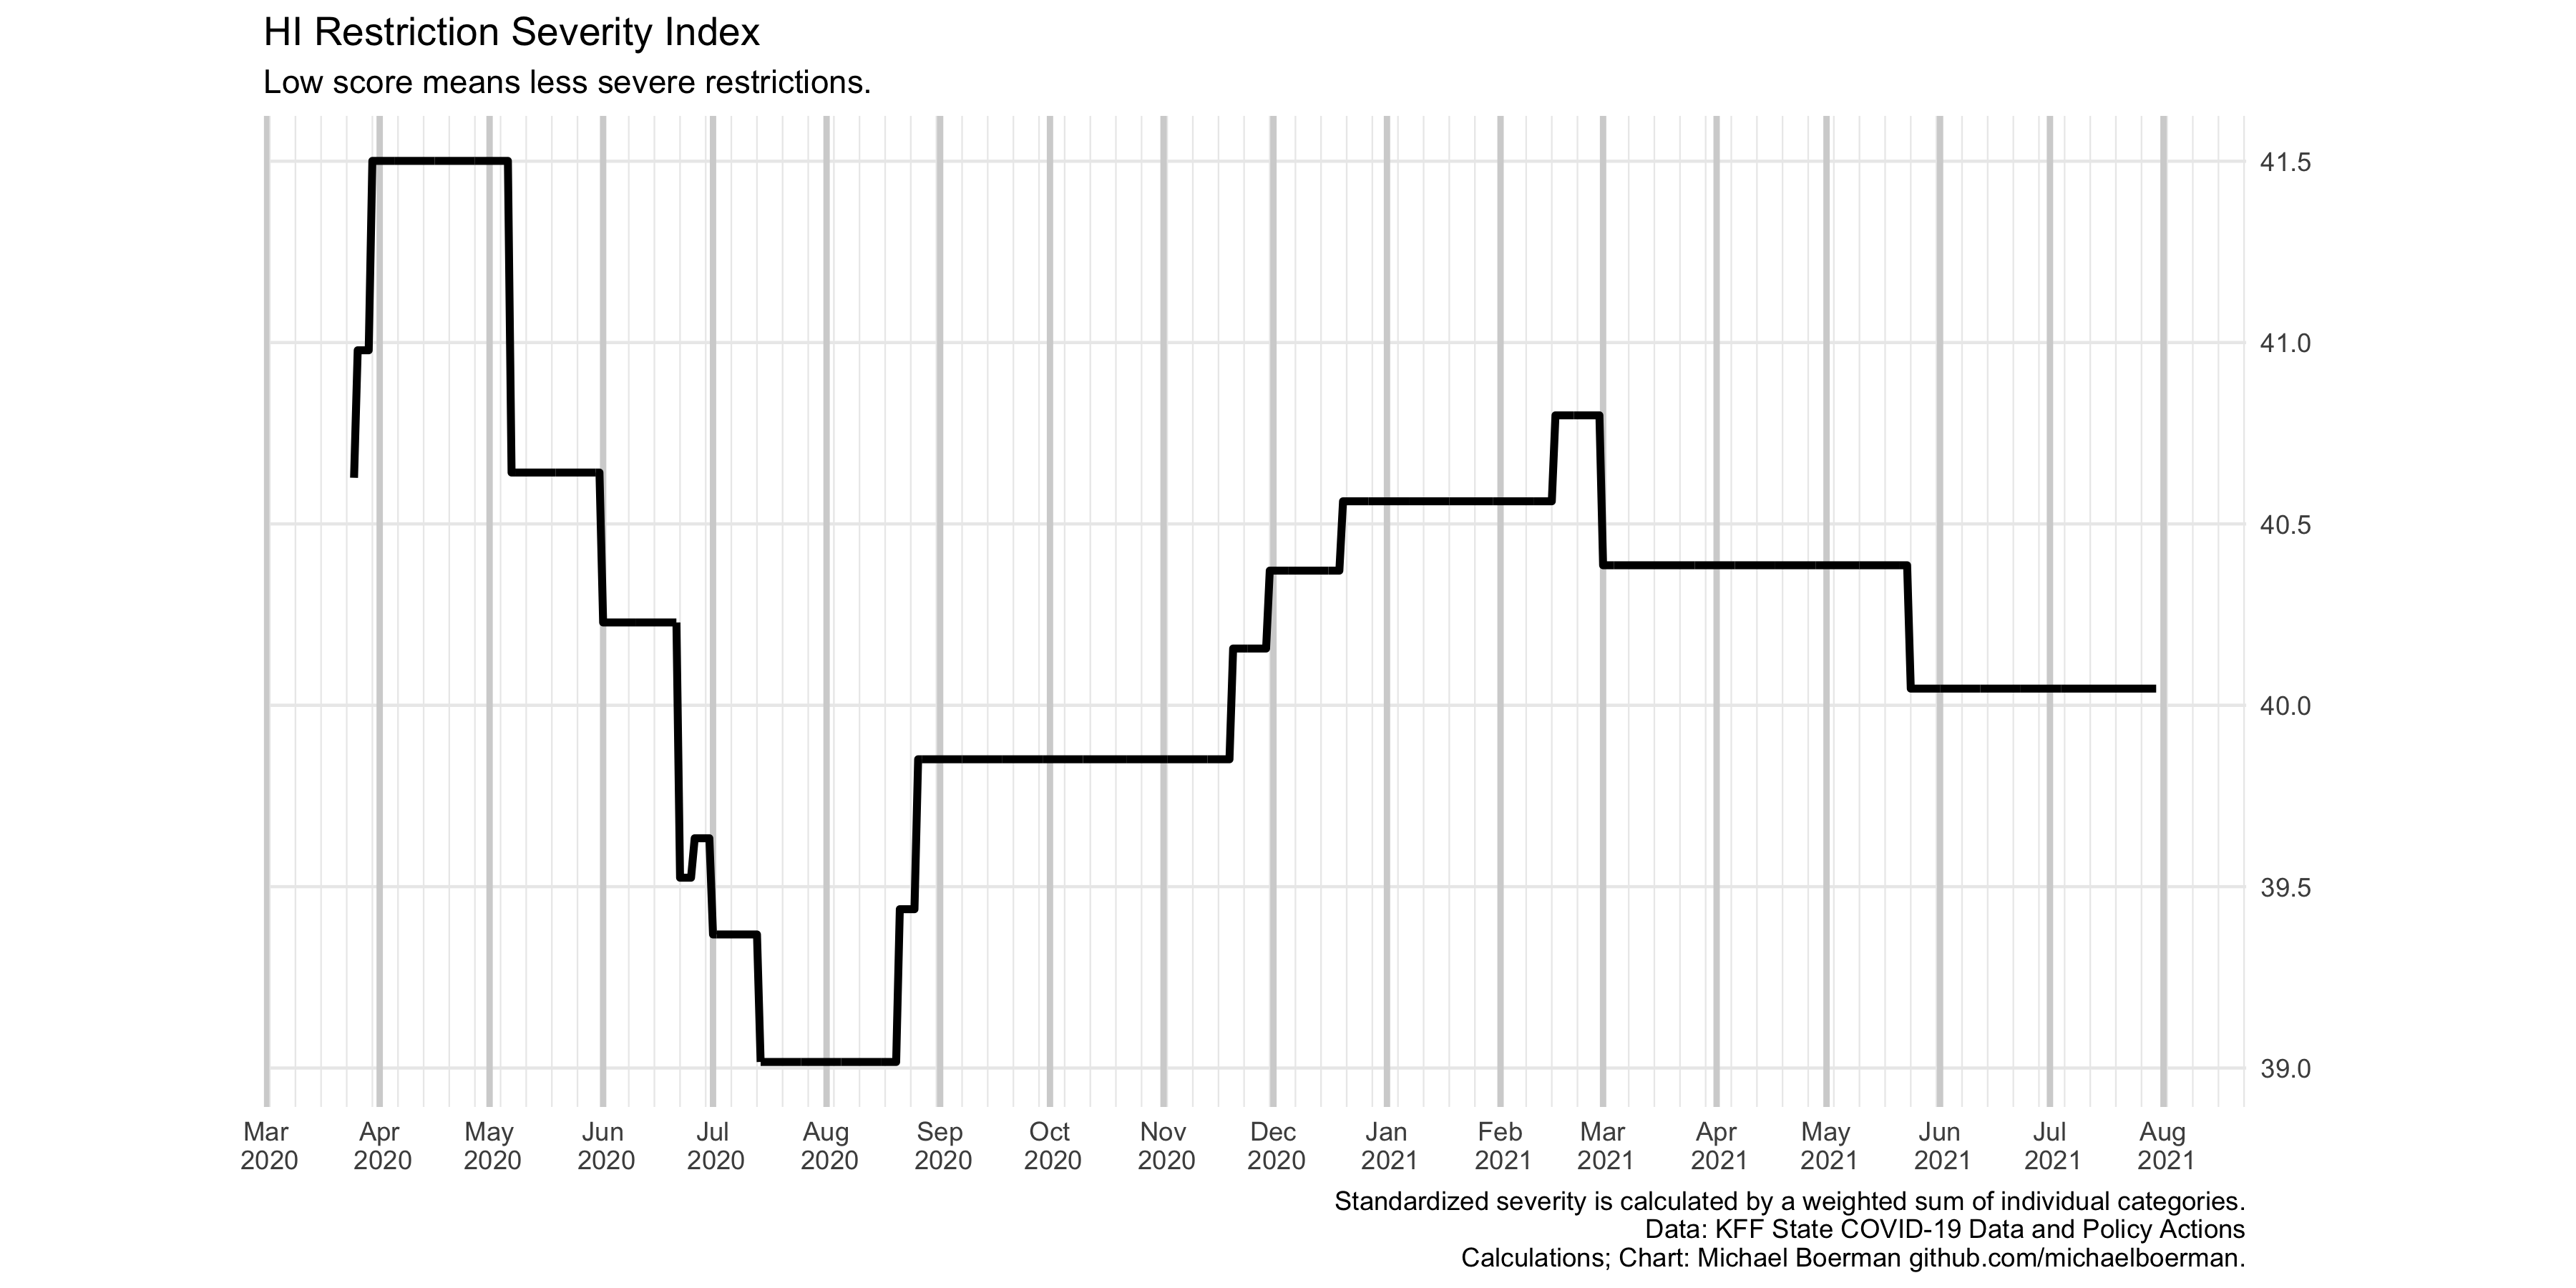 HI Restriction Severity Index
Low score means less severe restrictions.
41.5
41.0
40.5
40.0
39.5
39.0
Mar Apr May Jun Jul Aug Sep Oct Nov Dec Jan Feb Mar Apr May Jun Jul Aug
2020 2020 2020 2020 2020 2020 2020 2020 2020 2020 2021 2021 2021 2021 2021 2021 2021 2021
Standardized severity is calculated by a weighted sum of individual categories.
Data: KFF State COVID-19 Data and Policy Actions
Calculations; Chart: Michael Boerman github.com/michaelboerman.